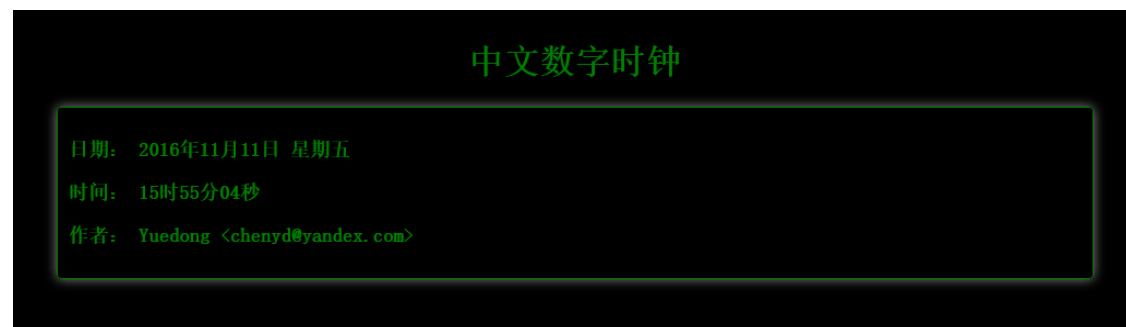 中文数字时钟
日期： 2016年11月11日 星期五
时间： 15时55分04秒
作者： Yuedong <chenyd@yandex.com>